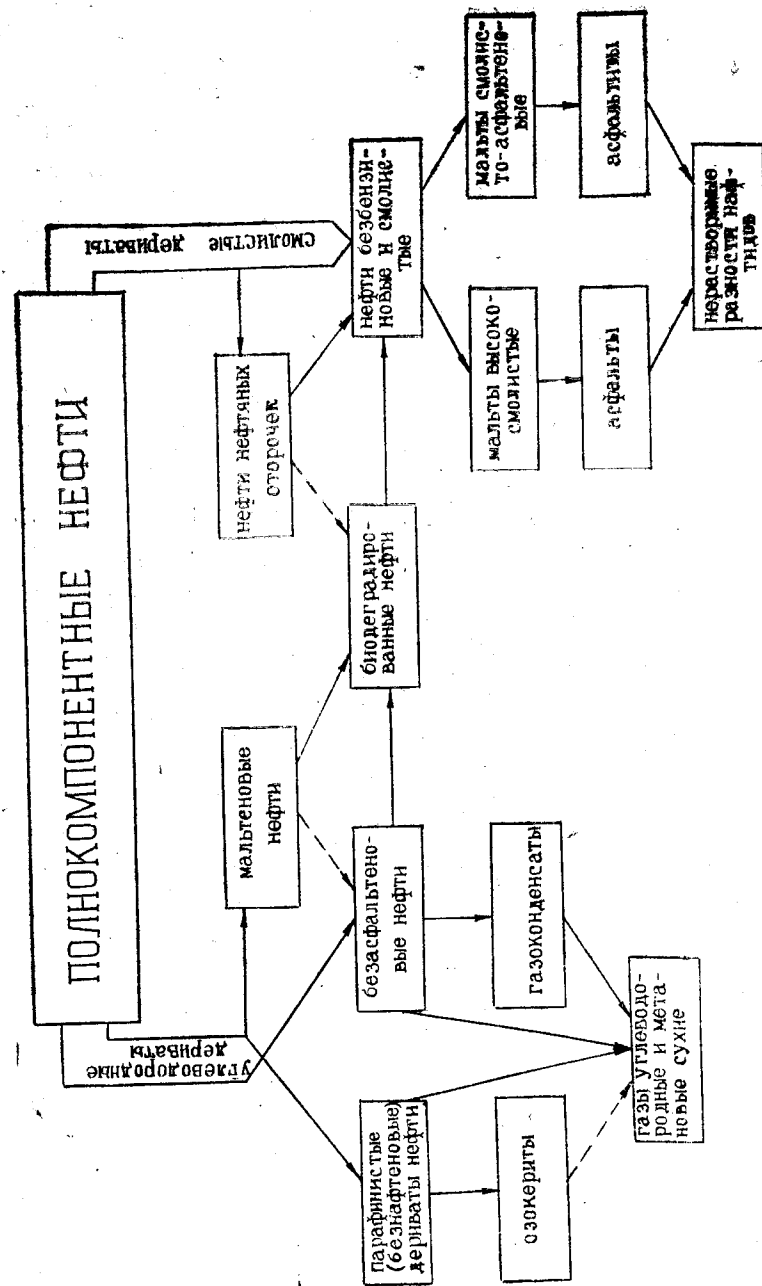 ПОЛНОКОМПОНЕНТНЫЕ НЕФТИ
углеводородные
дериваты
смолистые дериваты
мальтеновые
нефти
нефти нефтяных
оторочек
парафинистые
(безнафтеновые)
дериваты нефти
безасфальтено-
вые нефти
биодеградиро-
ванные нефти
нефти безбензи-
новые и смолис-
тые
озокериты
газоконденсаты
мальты высоко-
смолистые
мальты смолис-
то-асфальтено-
вые
асфальты
асфальтиты
газы углеводо-
родные и мета-
новые сухие
нерастворимые
разности наф-
тидов